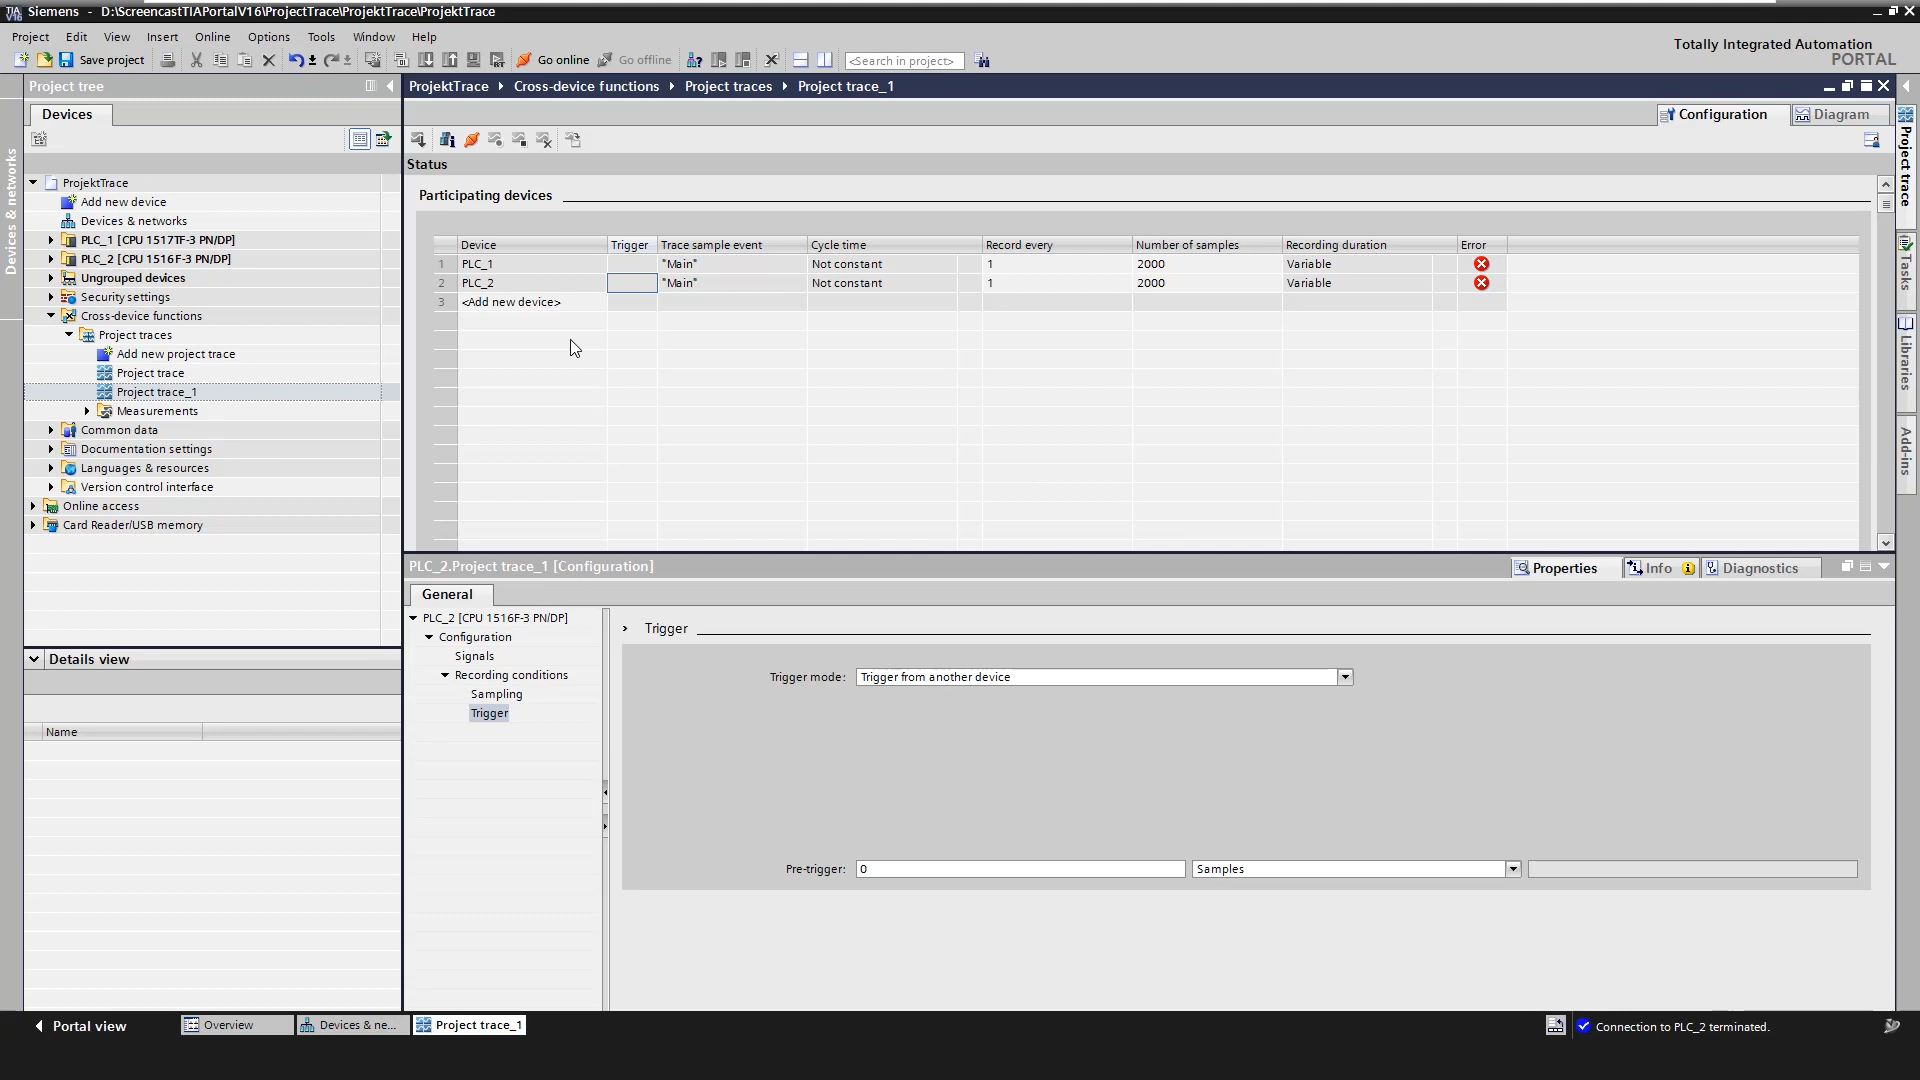 Siemens - D:\ScreencastTIAPortalV16\ProjectTrace\ProjektTrace\ProjektTrace
Project Edit View Insert Online Options Tools Window Help
Totally Integrated Automation
PORTAL
Save project Go online Go offline <Search in project>
Project tree
ProjektTrace Cross-device functions Project traces Project trace_1
Devices
Configuration Diagram
Status
Devices & networks
Participating devices
Device Trigger Trace sample event Cycle time Record every Number of samples Recording duration Error
1 PLC_1 "Main" Not constant 1 2000 Variable
2 PLC_2 "Main" Not constant 1 2000 Variable
3 <Add new device>
ProjektTrace
Add new device
Devices & networks
PLC_1 [CPU 1517TF-3 PN/DP]
PLC_2 [CPU 1516F-3 PN/DP]
Ungrouped devices
Security settings
Cross-device functions
Project traces
Add new project trace
Project trace
Project trace_1
Measurements
Common data
Documentation settings
Languages & resources
Version control interface
Online access
Card Reader/USB memory
Project trace
Tasks
Libraries
Add-ins
PLC_2.Project trace_1 [Configuration]
Properties Info Diagnostics
General
PLC_2 [CPU 1516F-3 PN/DP]
Configuration
Signals
Recording conditions
Sampling
Trigger
Trigger
Trigger mode: Trigger from another device
Pre-trigger: 0 Samples
Details view
Name
Portal view Overview Devices & ne... Project trace_1 Connection to PLC_2 terminated.